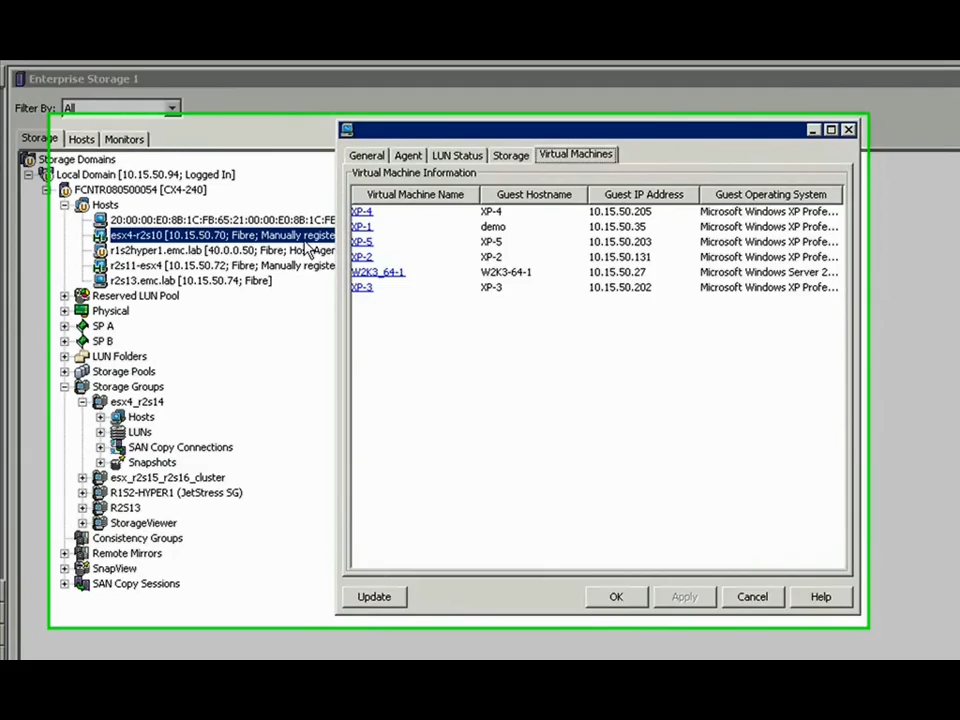 Enterprise Storage 1
Filter By: All
Storage Hosts Monitors
Storage Domains
Local Domain [10.15.50.94; Logged In]
FCNTR080500054 [CX4-240]
Hosts
20:00:00:E0:8B:1C:FB:65:21:00:00:E0:8B:1C:FE
esx4-r2s10 [10.15.50.70; Fibre; Manually registe
r1s2hyper1.emc.lab [40.0.0.50; Fibre; Host Ager
r2s11-esx4 [10.15.50.72; Fibre; Manually registe
r2s13.emc.lab [10.15.50.74; Fibre]
Reserved LUN Pool
Physical
SP A
SP B
LUN Folders
Storage Pools
Storage Groups
esx4_r2s14
Hosts
LUNs
SAN Copy Connections
Snapshots
esx_r2s15_r2s16_cluster
R1S2-HYPER1 (JetStress SG)
R2S13
StorageViewer
Consistency Groups
Remote Mirrors
SnapView
SAN Copy Sessions
General Agent LUN Status Storage Virtual Machines
Virtual Machine Information
Virtual Machine Name Guest Hostname Guest IP Address Guest Operating System
XP-4 XP-4 10.15.50.205 Microsoft Windows XP Profe...
XP-1 demo 10.15.50.35 Microsoft Windows XP Profe...
XP-5 XP-5 10.15.50.203 Microsoft Windows XP Profe...
XP-2 XP-2 10.15.50.131 Microsoft Windows XP Profe...
W2K3_64-1 W2K3-64-1 10.15.50.27 Microsoft Windows Server 2...
XP-3 XP-3 10.15.50.202 Microsoft Windows XP Profe...
Update OK Apply Cancel Help